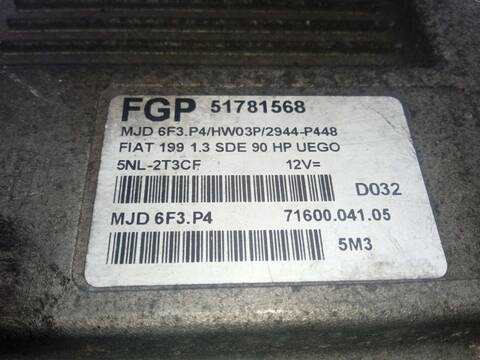 FGP 51781568
MJD 6F3.P4/HW03P/2944-P448
FIAT 199 1.3 SDE 90 HP UEGO
5NL-2T3CF 12V=
D032
MJD 6F3.P4 71600.041.05
5M3